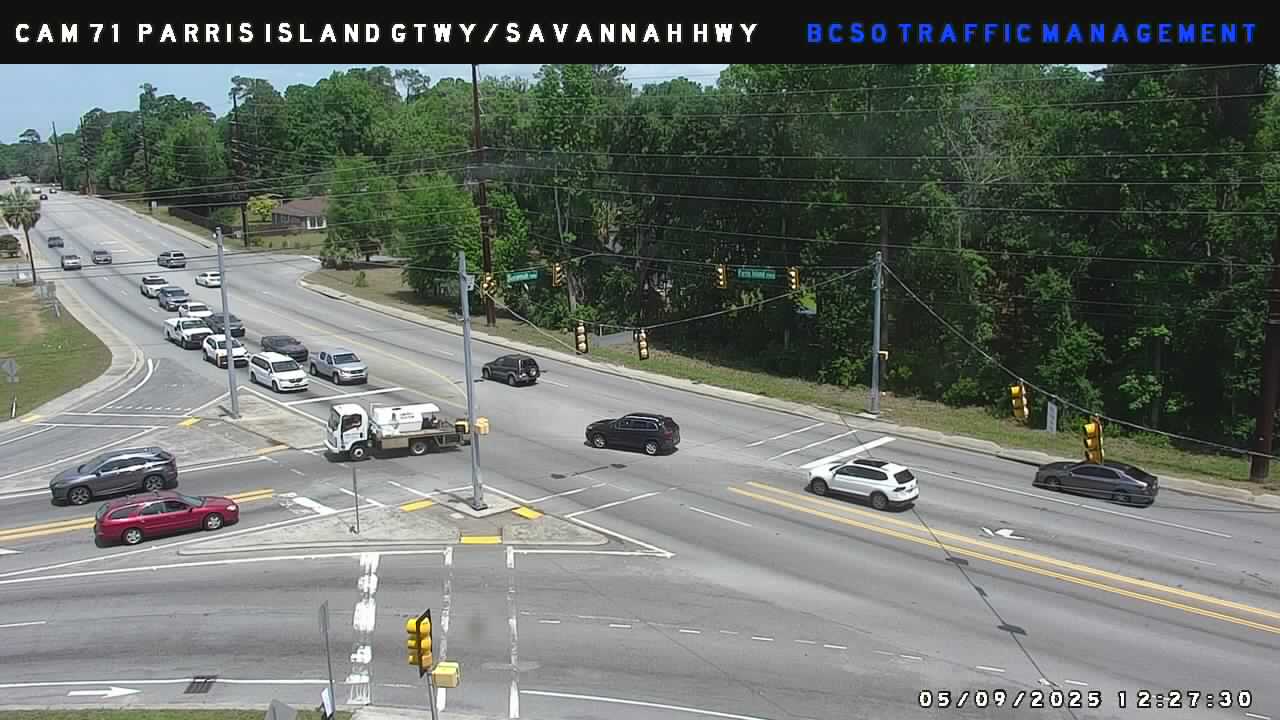 CAM 71 PARRIS ISLAND GTWY/SAVANNAH HWY
BCSO TRAFFIC MANAGEMENT
05/09/2025 12:27:30